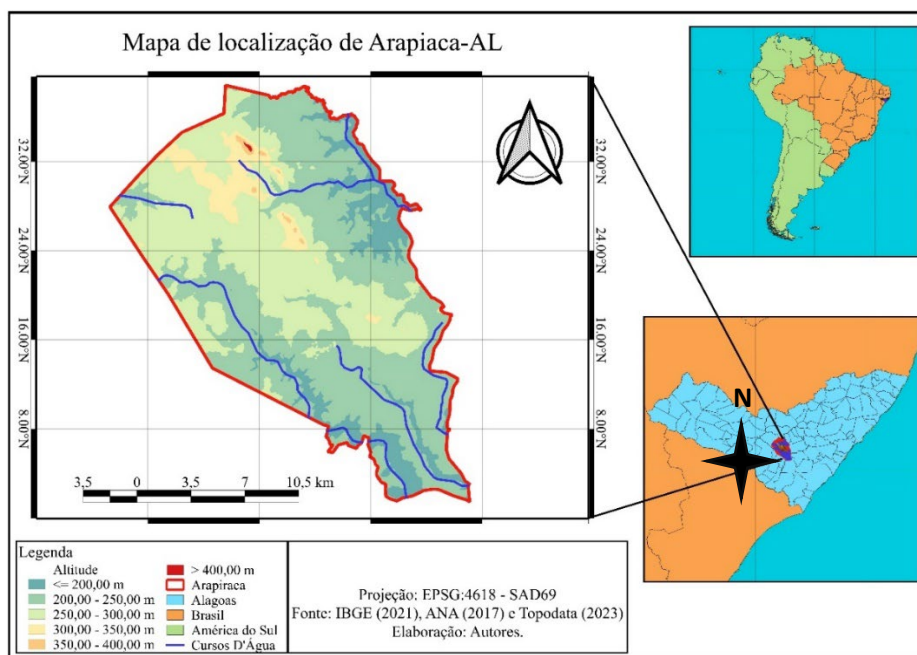 Mapa de localização de Arapiaca-AL
32.00°N
24.00°N
16.00°N
8.00°N
32.00°N
24.00°N
16.00°N
8.00°N
3,5 0 3,5 7 10,5 km
N
Legenda
Altitude
<= 200,00 m
200,00 - 250,00 m
250,00 - 300,00 m
300,00 - 350,00 m
350,00 - 400,00 m
> 400,00 m
Arapiraca
Alagoas
Brasil
América do Sul
Cursos D'Água
Projeção: EPSG:4618 - SAD69
Fonte: IBGE (2021), ANA (2017) e Topodata (2023)
Elaboração: Autores.